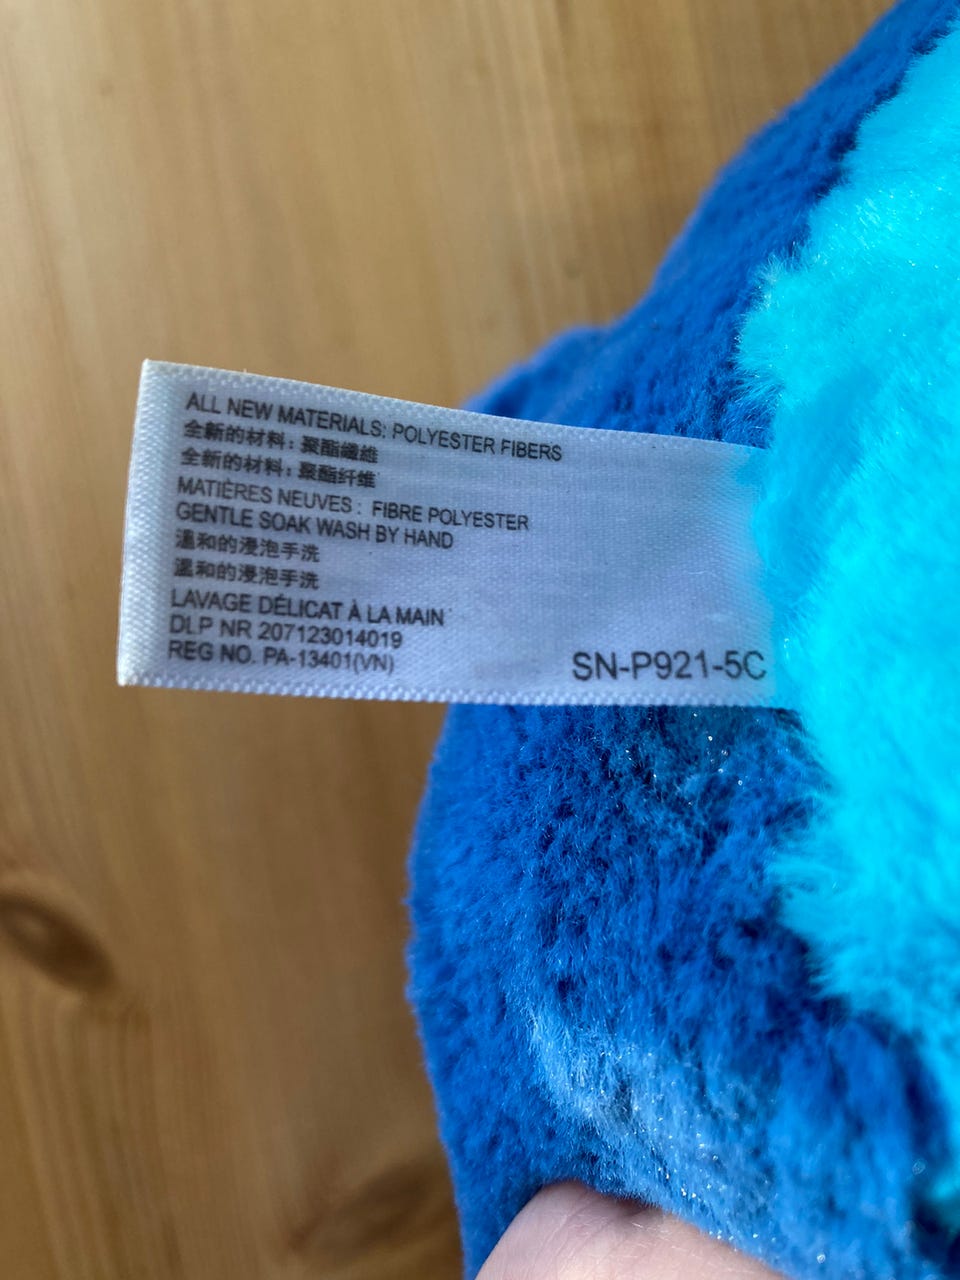 ALL NEW MATERIALS: POLYESTER FIBERS
全新的材料: 聚酯纖維
全新的材料: 聚酯纤维
MATIÈRES NEUVES : FIBRE POLYESTER
GENTLE SOAK WASH BY HAND
溫和的浸泡手洗
温和的浸泡手洗
LAVAGE DÉLICAT À LA MAIN
DLP NR 207123014019
REG NO. PA-13401(VN)
SN-P921-5C